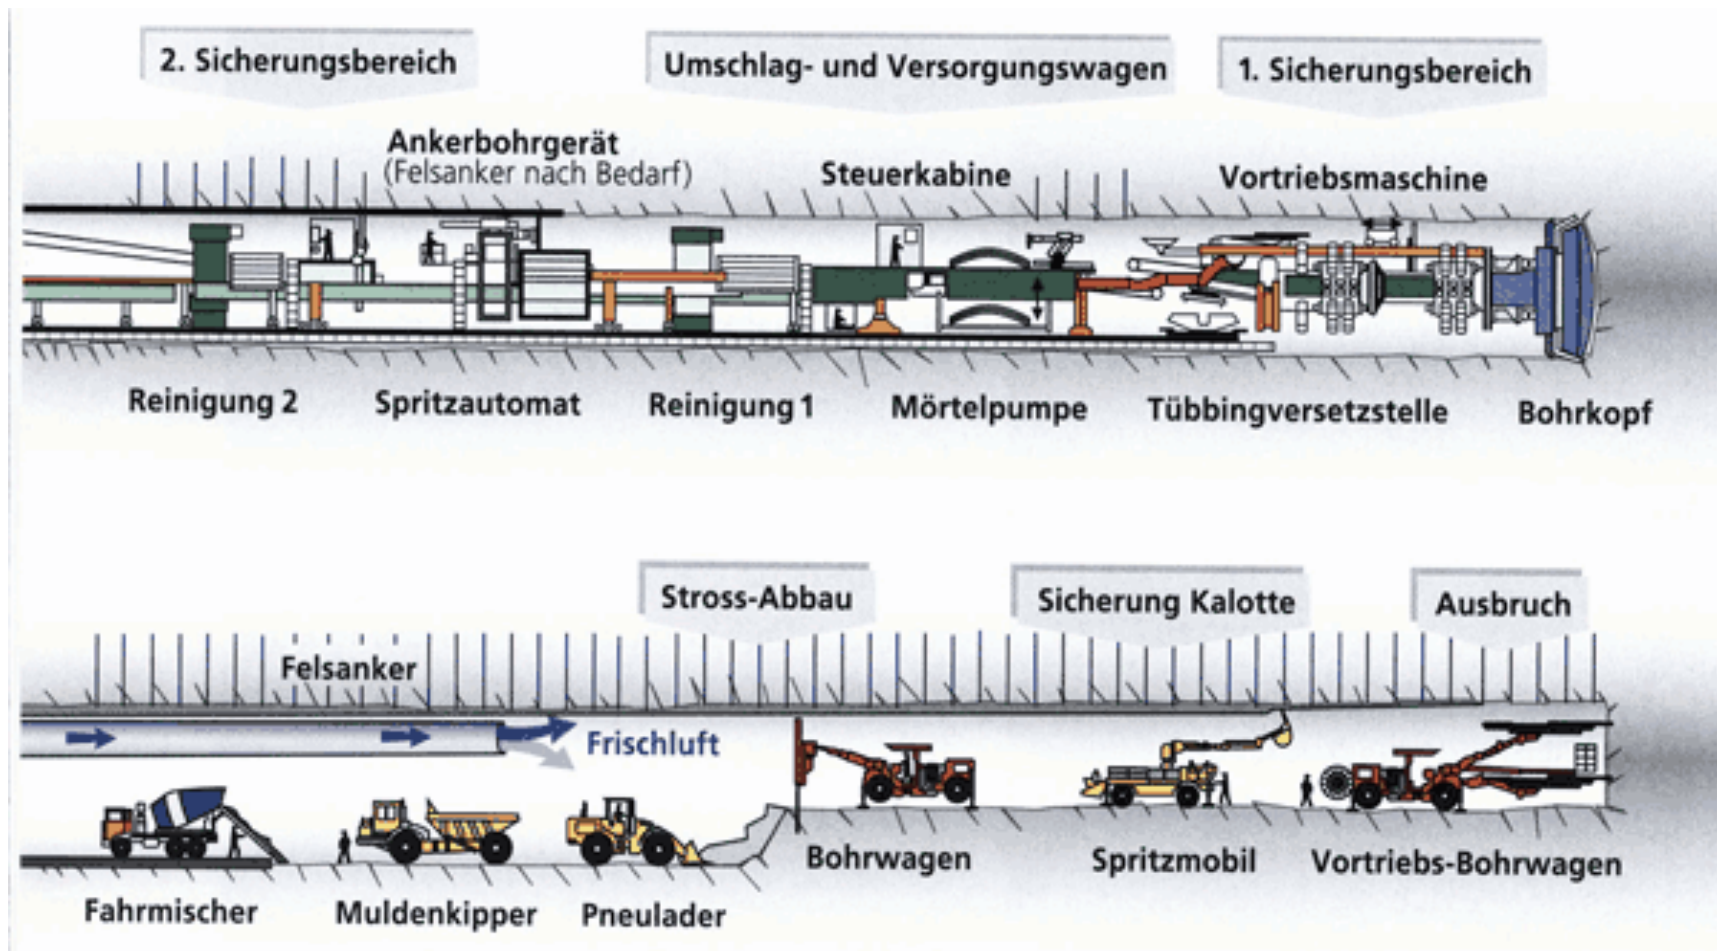 2. Sicherungsbereich
Umschlag- und Versorgungswagen
1. Sicherungsbereich
Ankerbohrgerät
(Felsanker nach Bedarf)
Steuerkabine
Vortriebsmaschine
Reinigung 2
Spritzautomat
Reinigung 1
Mörtelpumpe
Tübbingversetzstelle
Bohrkopf
Stross-Abbau
Sicherung Kalotte
Ausbruch
Felsanker
Frischluft
Bohrwagen
Spritzmobil
Vortriebs-Bohrwagen
Fahrmischer
Muldenkipper
Pneulader